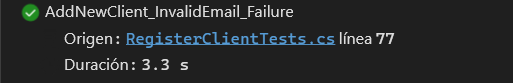 AddNewClient_InvalidEmail_Failure
Origen: RegisterClientTests.cs línea 77
Duración: 3.3 s